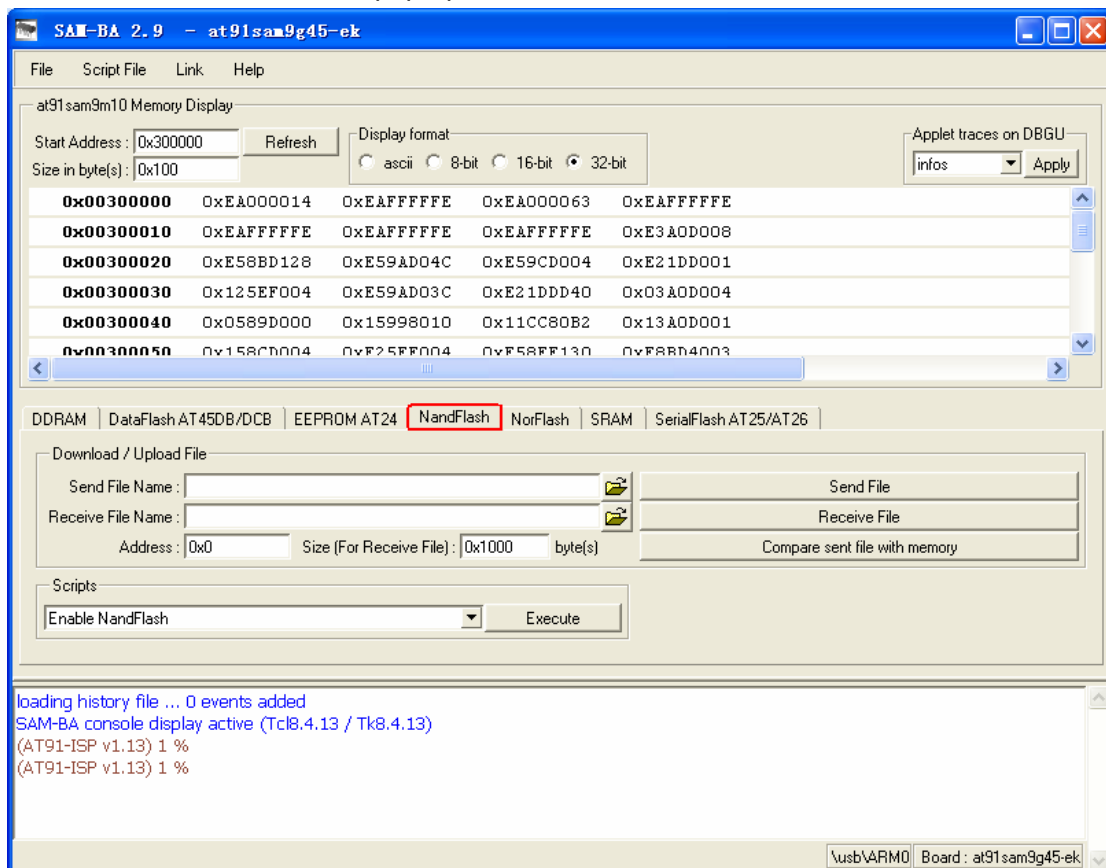 SAM-BA 2.9 - at91sam9g45-ek
File Script File Link Help
at91sam9m10 Memory Display
Start Address : 0x300000 Refresh
Size in byte(s) : 0x100
Display format
ascii 8-bit 16-bit 32-bit
Applet traces on DBGU
infos Apply
0x00300000 0xEA000014 0xEAFFFFFE 0xEA000063 0xEAFFFFFE
0x00300010 0xEAFFFFFE 0xEAFFFFFE 0xEAFFFFFE 0xE3A0D008
0x00300020 0xE58BD128 0xE59AD04C 0xE59CD004 0xE21DD001
0x00300030 0x125EF004 0xE59AD03C 0xE21DDD40 0x03A0D004
0x00300040 0x0589D000 0x15998010 0x11CC80B2 0x13A0D001
0x00300050 0x158CD004 0xE25EF004 0xE58EE130 0xE8BD4003
DDRAM DataFlash AT45DB/DCB EEPROM AT24 NandFlash NorFlash SRAM SerialFlash AT25/AT26
Download / Upload File
Send File Name : Send File
Receive File Name : Receive File
Address : 0x0 Size (For Receive File) : 0x1000 byte(s) Compare sent file with memory
Scripts
Enable NandFlash Execute
loading history file ... 0 events added
SAM-BA console display active (Tcl8.4.13 / Tk8.4.13)
(AT91-ISP v1.13) 1 %
(AT91-ISP v1.13) 1 %
\usb\ARM0 Board : at91sam9g45-ek